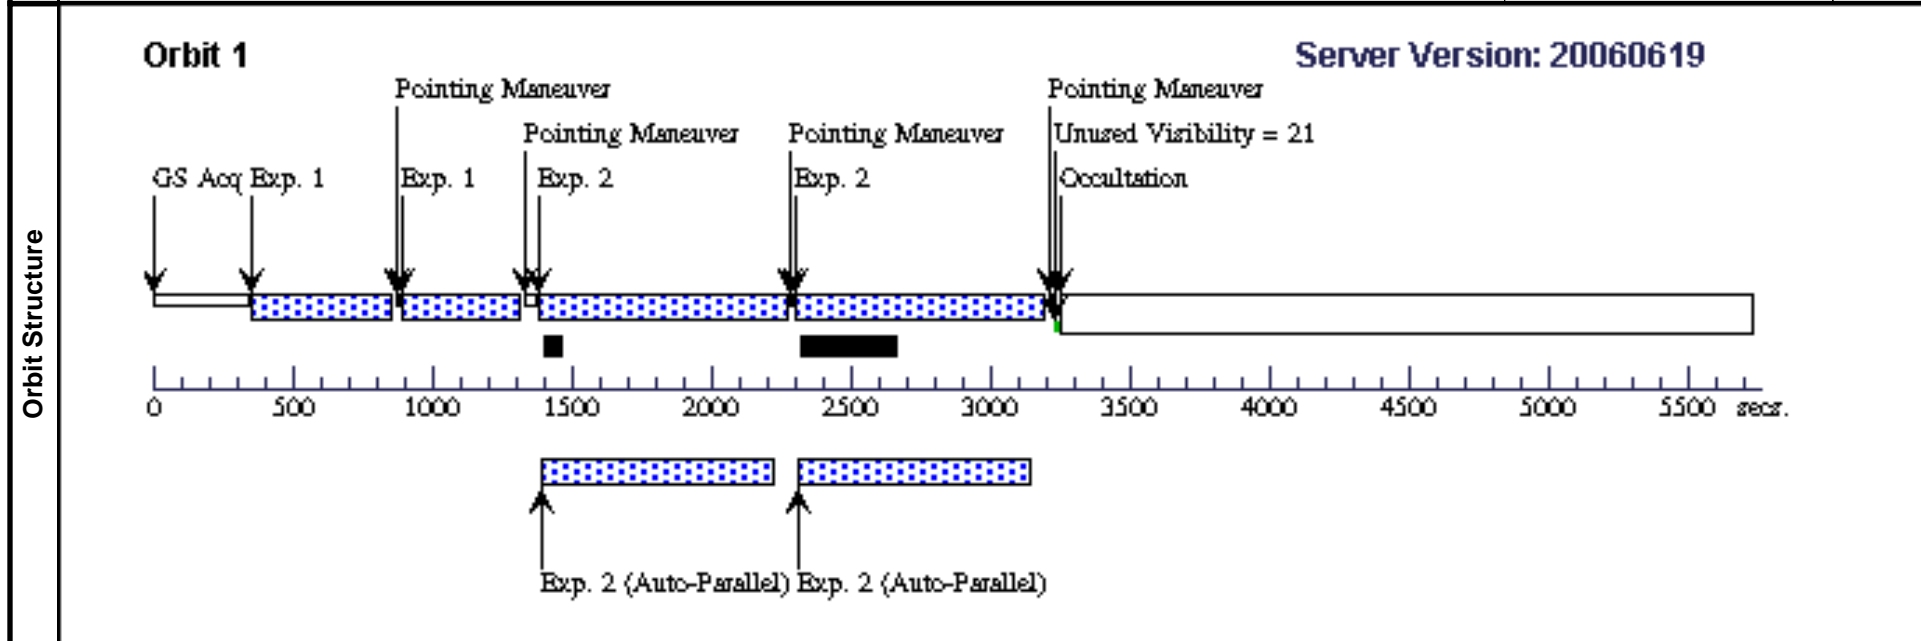 Orbit Structure
Orbit 1
Server Version: 20060619
Pointing Maneuver
Pointing Maneuver
Pointing Maneuver
Pointing Maneuver
Unused Visibility = 21
GS Acq
Exp. 1
Exp. 1
Exp. 2
Exp. 2
Occultation
0 500 1000 1500 2000 2500 3000 3500 4000 4500 5000 5500 secs.
Exp. 2 (Auto-Parallel)
Exp. 2 (Auto-Parallel)